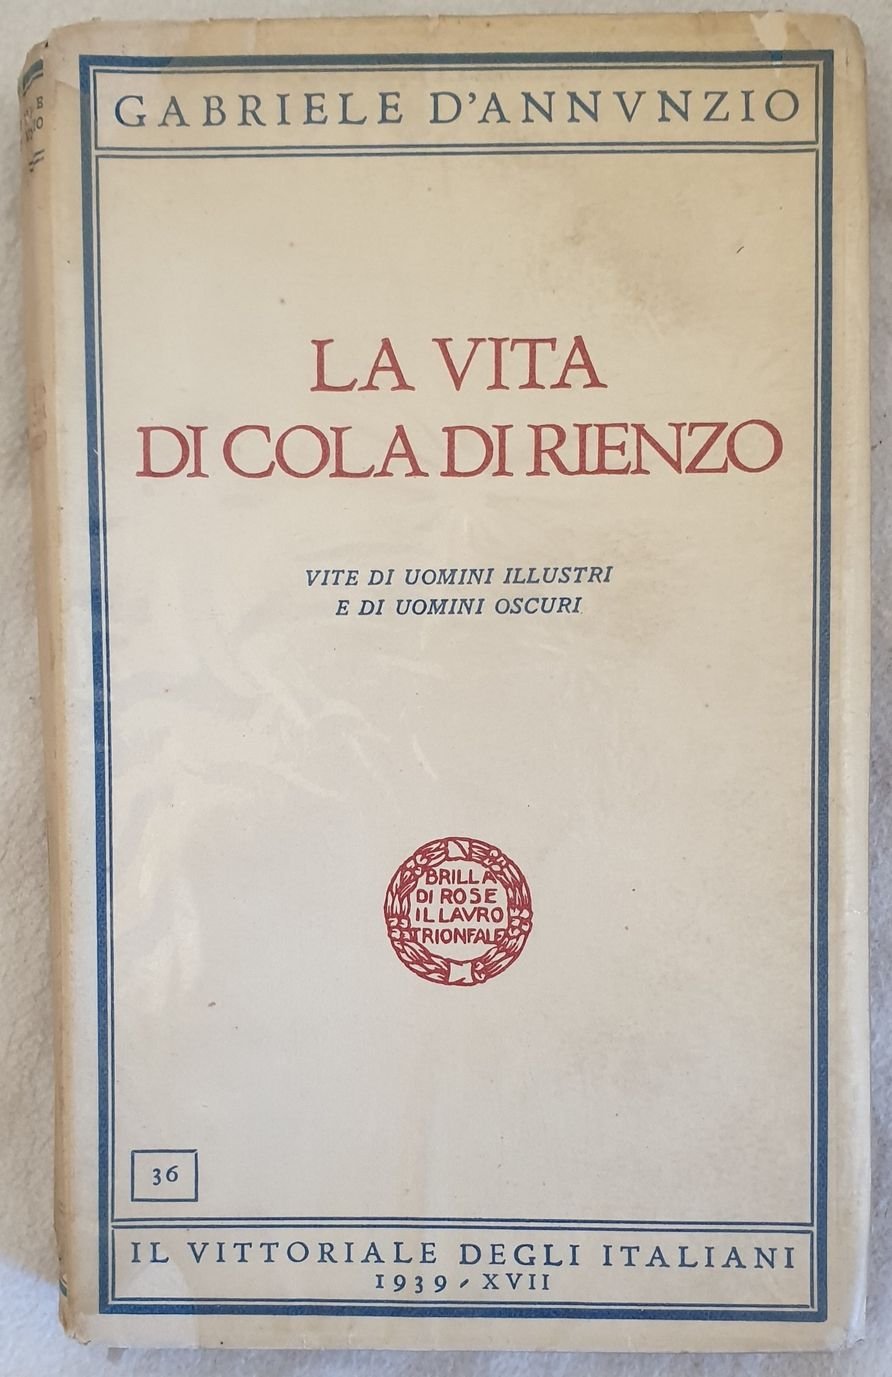 GABRIELE D'ANNVNZIO
LA VITA
DI COLA DI RIENZO
VITE DI UOMINI ILLUSTRI
E DI UOMINI OSCURI
BRILLA
DI ROSE
IL LAVRO
TRIONFALE
36
IL VITTORIALE DEGLI ITALIANI
1939 - XVII